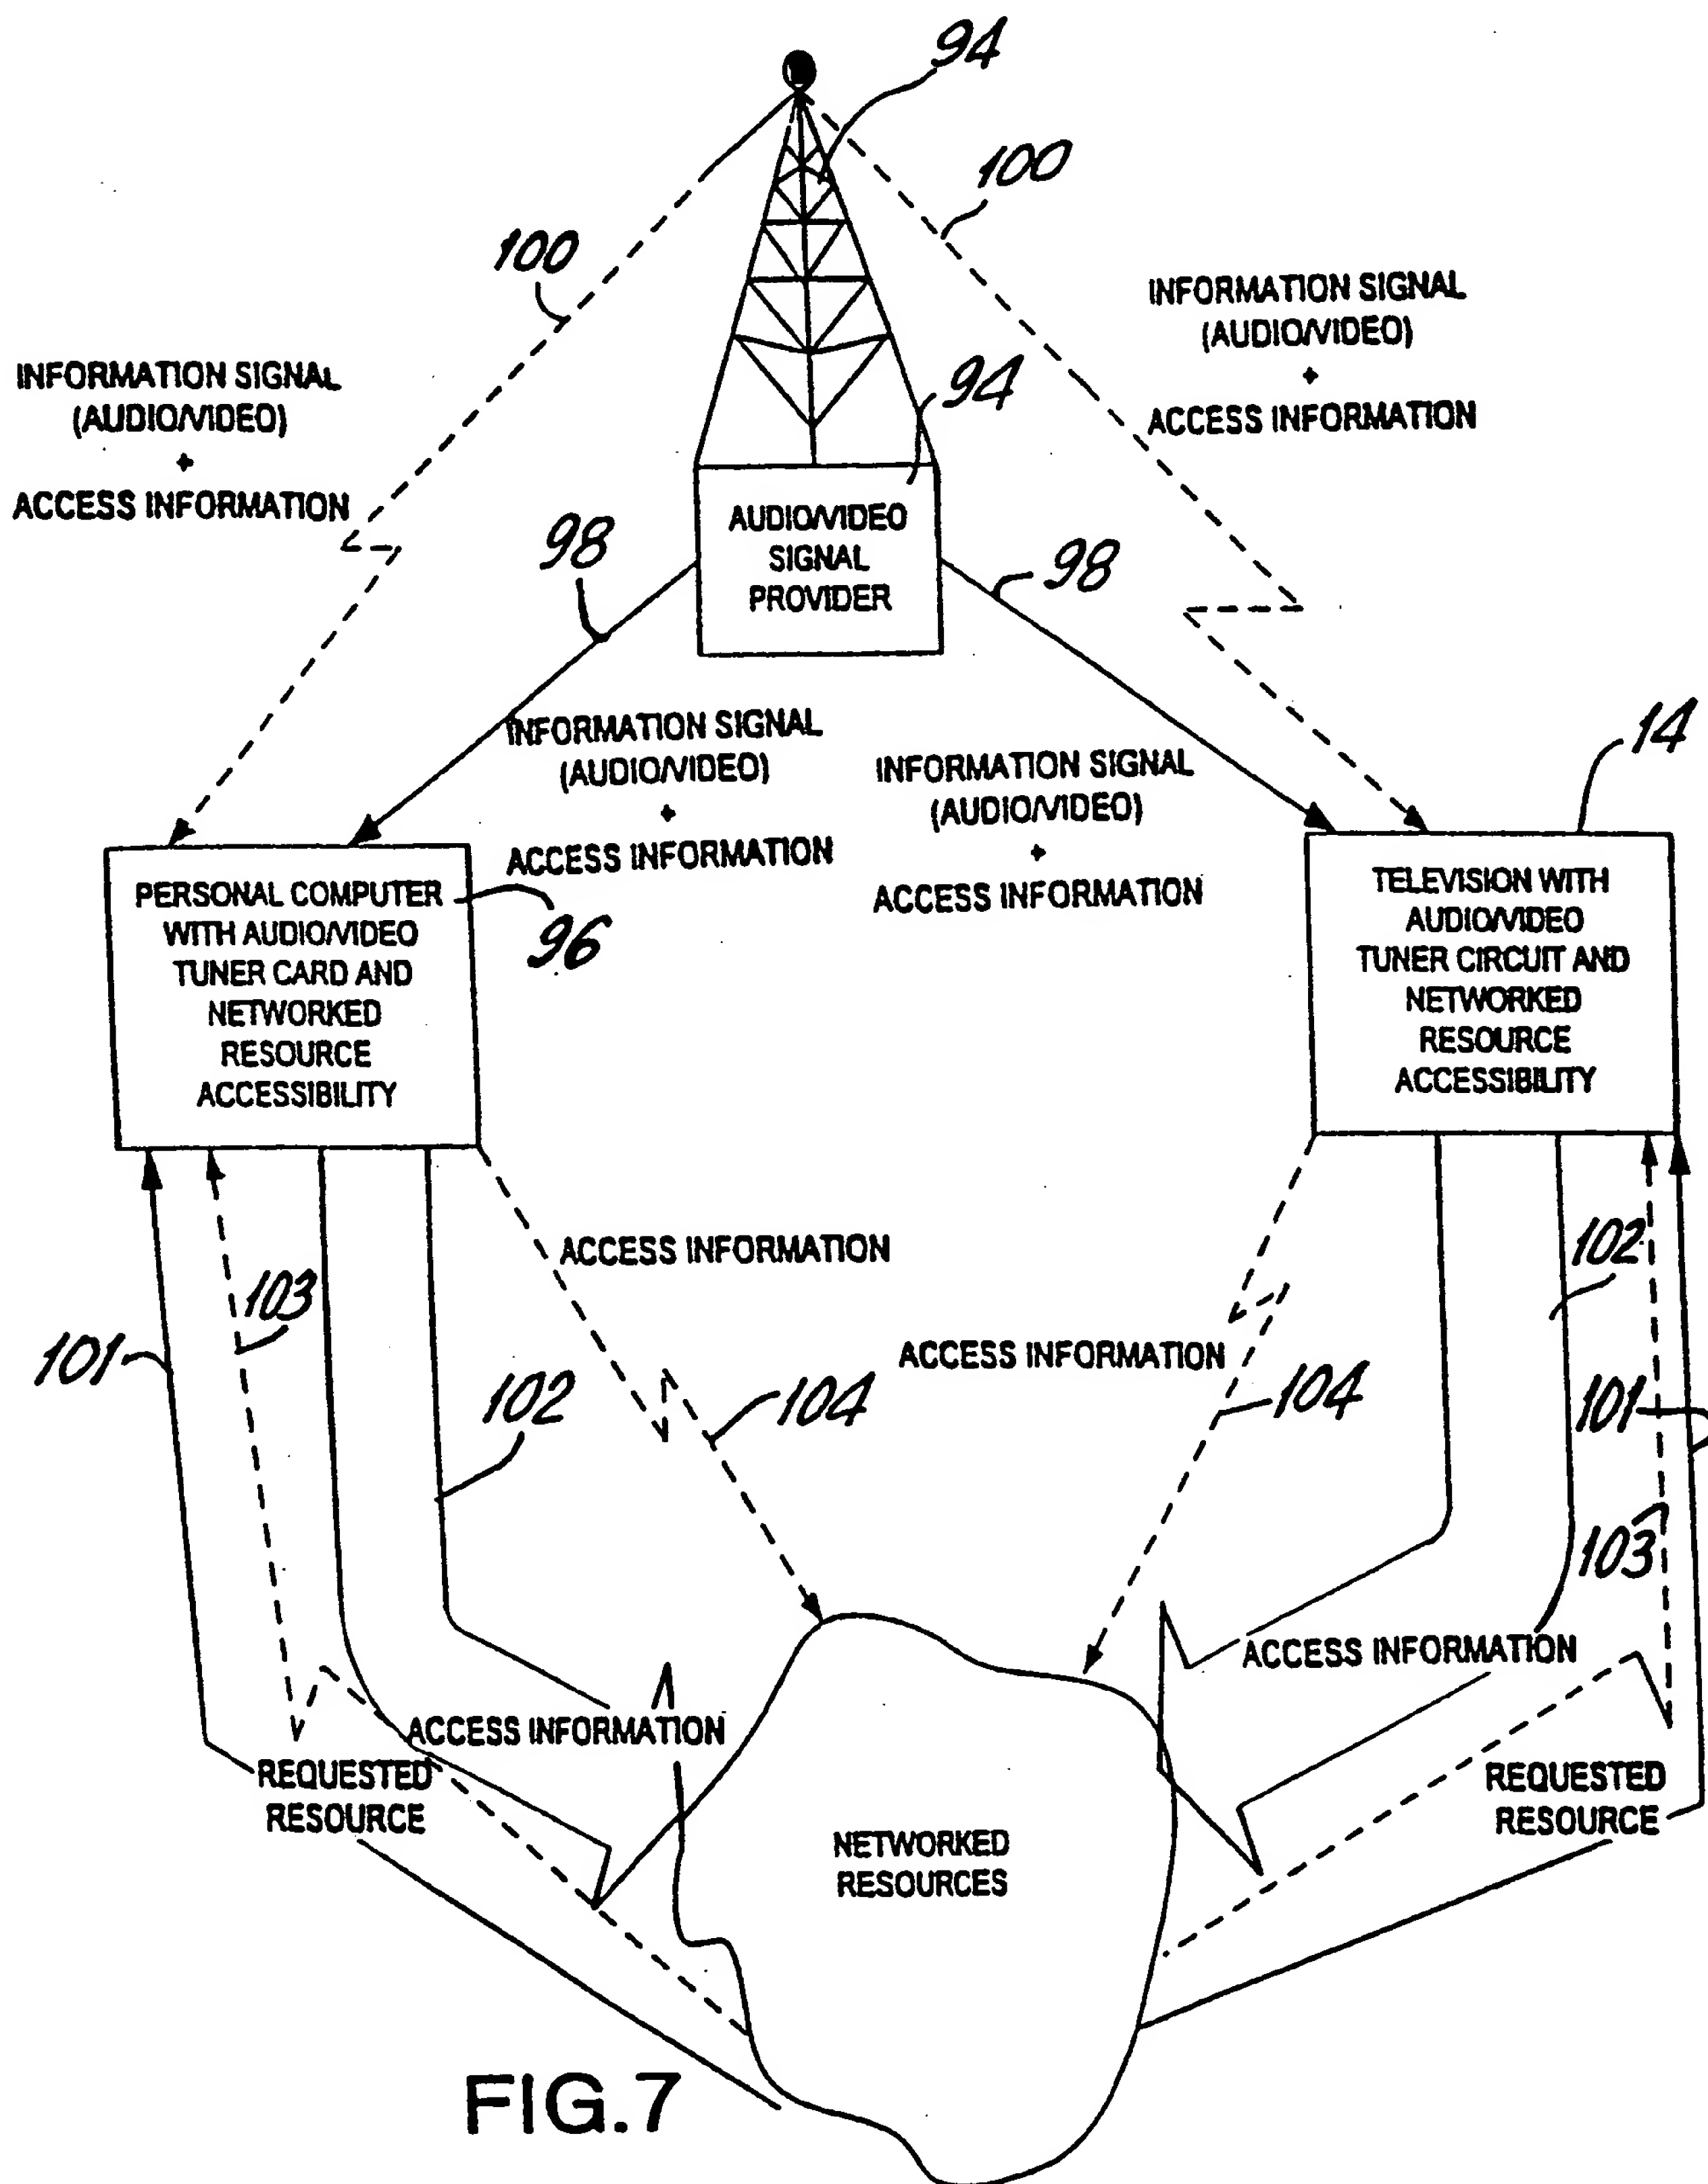 94
100
100
INFORMATION SIGNAL
(AUDIO/VIDEO)
+
ACCESS INFORMATION
INFORMATION SIGNAL
(AUDIO/VIDEO)
+
ACCESS INFORMATION
94
AUDIO/VIDEO
SIGNAL
PROVIDER
98
98
INFORMATION SIGNAL
(AUDIO/VIDEO)
+
ACCESS INFORMATION
INFORMATION SIGNAL
(AUDIO/VIDEO)
+
ACCESS INFORMATION
14
PERSONAL COMPUTER
WITH AUDIO/VIDEO
TUNER CARD AND
NETWORKED
RESOURCE
ACCESSIBILITY
96
TELEVISION WITH
AUDIO/VIDEO
TUNER CIRCUIT AND
NETWORKED
RESOURCE
ACCESSIBILITY
ACCESS INFORMATION
102
103
101
ACCESS INFORMATION
102
104
104
101
103
ACCESS INFORMATION
ACCESS INFORMATION
REQUESTED
RESOURCE
REQUESTED
RESOURCE
NETWORKED
RESOURCES
FIG.7